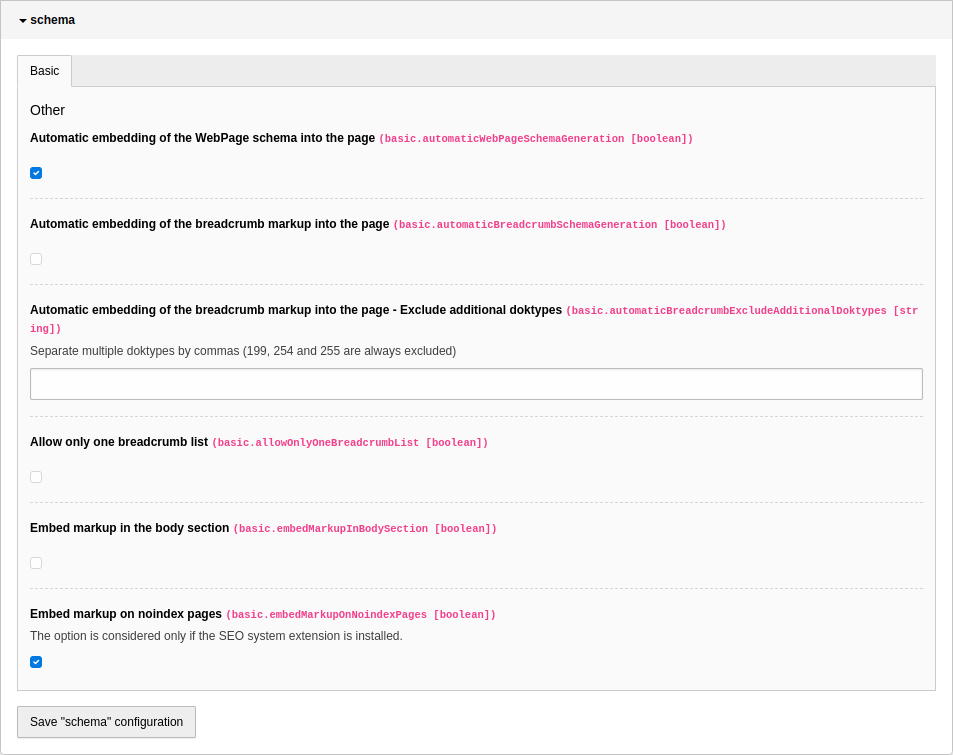 schema
Basic
Other
Automatic embedding of the WebPage schema into the page (basic.automaticWebPageSchemaGeneration [boolean])
Automatic embedding of the breadcrumb markup into the page (basic.automaticBreadcrumbSchemaGeneration [boolean])
Automatic embedding of the breadcrumb markup into the page - Exclude additional doktypes (basic.automaticBreadcrumbExcludeAdditionalDoktypes [str
ing])
Separate multiple doktypes by commas (199, 254 and 255 are always excluded)
Allow only one breadcrumb list (basic.allowOnlyOneBreadcrumbList [boolean])
Embed markup in the body section (basic.embedMarkupInBodySection [boolean])
Embed markup on noindex pages (basic.embedMarkupOnNoindexPages [boolean])
The option is considered only if the SEO system extension is installed.
Save "schema" configuration